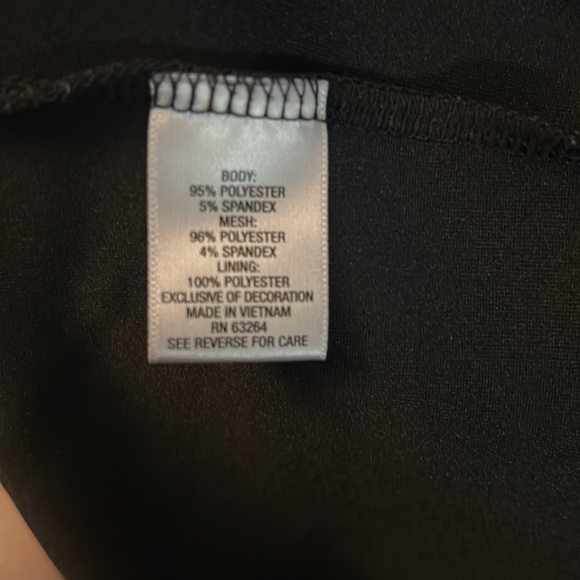 BODY:
95% POLYESTER
5% SPANDEX
MESH:
96% POLYESTER
4% SPANDEX
LINING:
100% POLYESTER
EXCLUSIVE OF DECORATION
MADE IN VIETNAM
RN 63264
SEE REVERSE FOR CARE